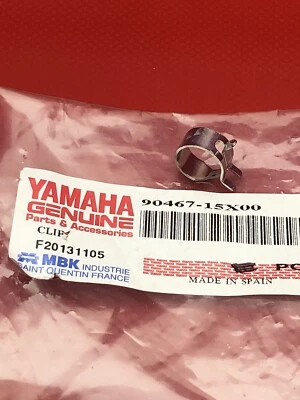 YAMAHA
GENUINE
Parts & Accessories
90467-15X00
CLIP
F20131105
MBK INDUSTRIE
SAINT QUENTIN FRANCE
MADE IN SPAIN